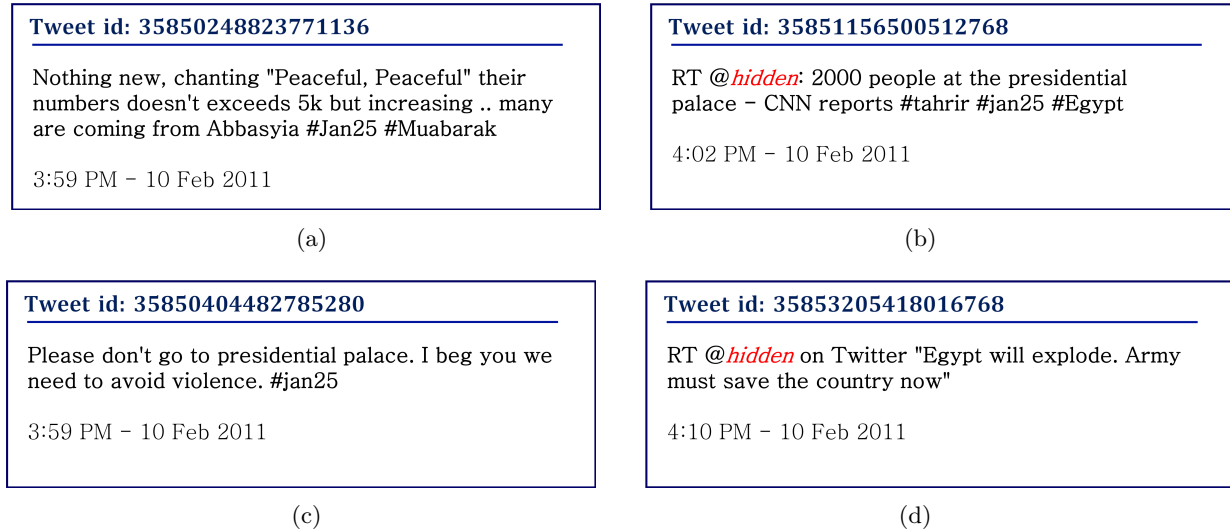 Tweet id: 35850248823771136
Nothing new, chanting "Peaceful, Peaceful" their
numbers doesn't exceeds 5k but increasing .. many
are coming from Abbasyia #Jan25 #Muabarak
3:59 PM - 10 Feb 2011
(a)
Tweet id: 35851156500512768
RT @hidden: 2000 people at the presidential
palace - CNN reports #tahrir #jan25 #Egypt
4:02 PM - 10 Feb 2011
(b)
Tweet id: 35850404482785280
Please don't go to presidential palace. I beg you we
need to avoid violence. #jan25
3:59 PM - 10 Feb 2011
(c)
Tweet id: 35853205418016768
RT @hidden on Twitter "Egypt will explode. Army
must save the country now"
4:10 PM - 10 Feb 2011
(d)